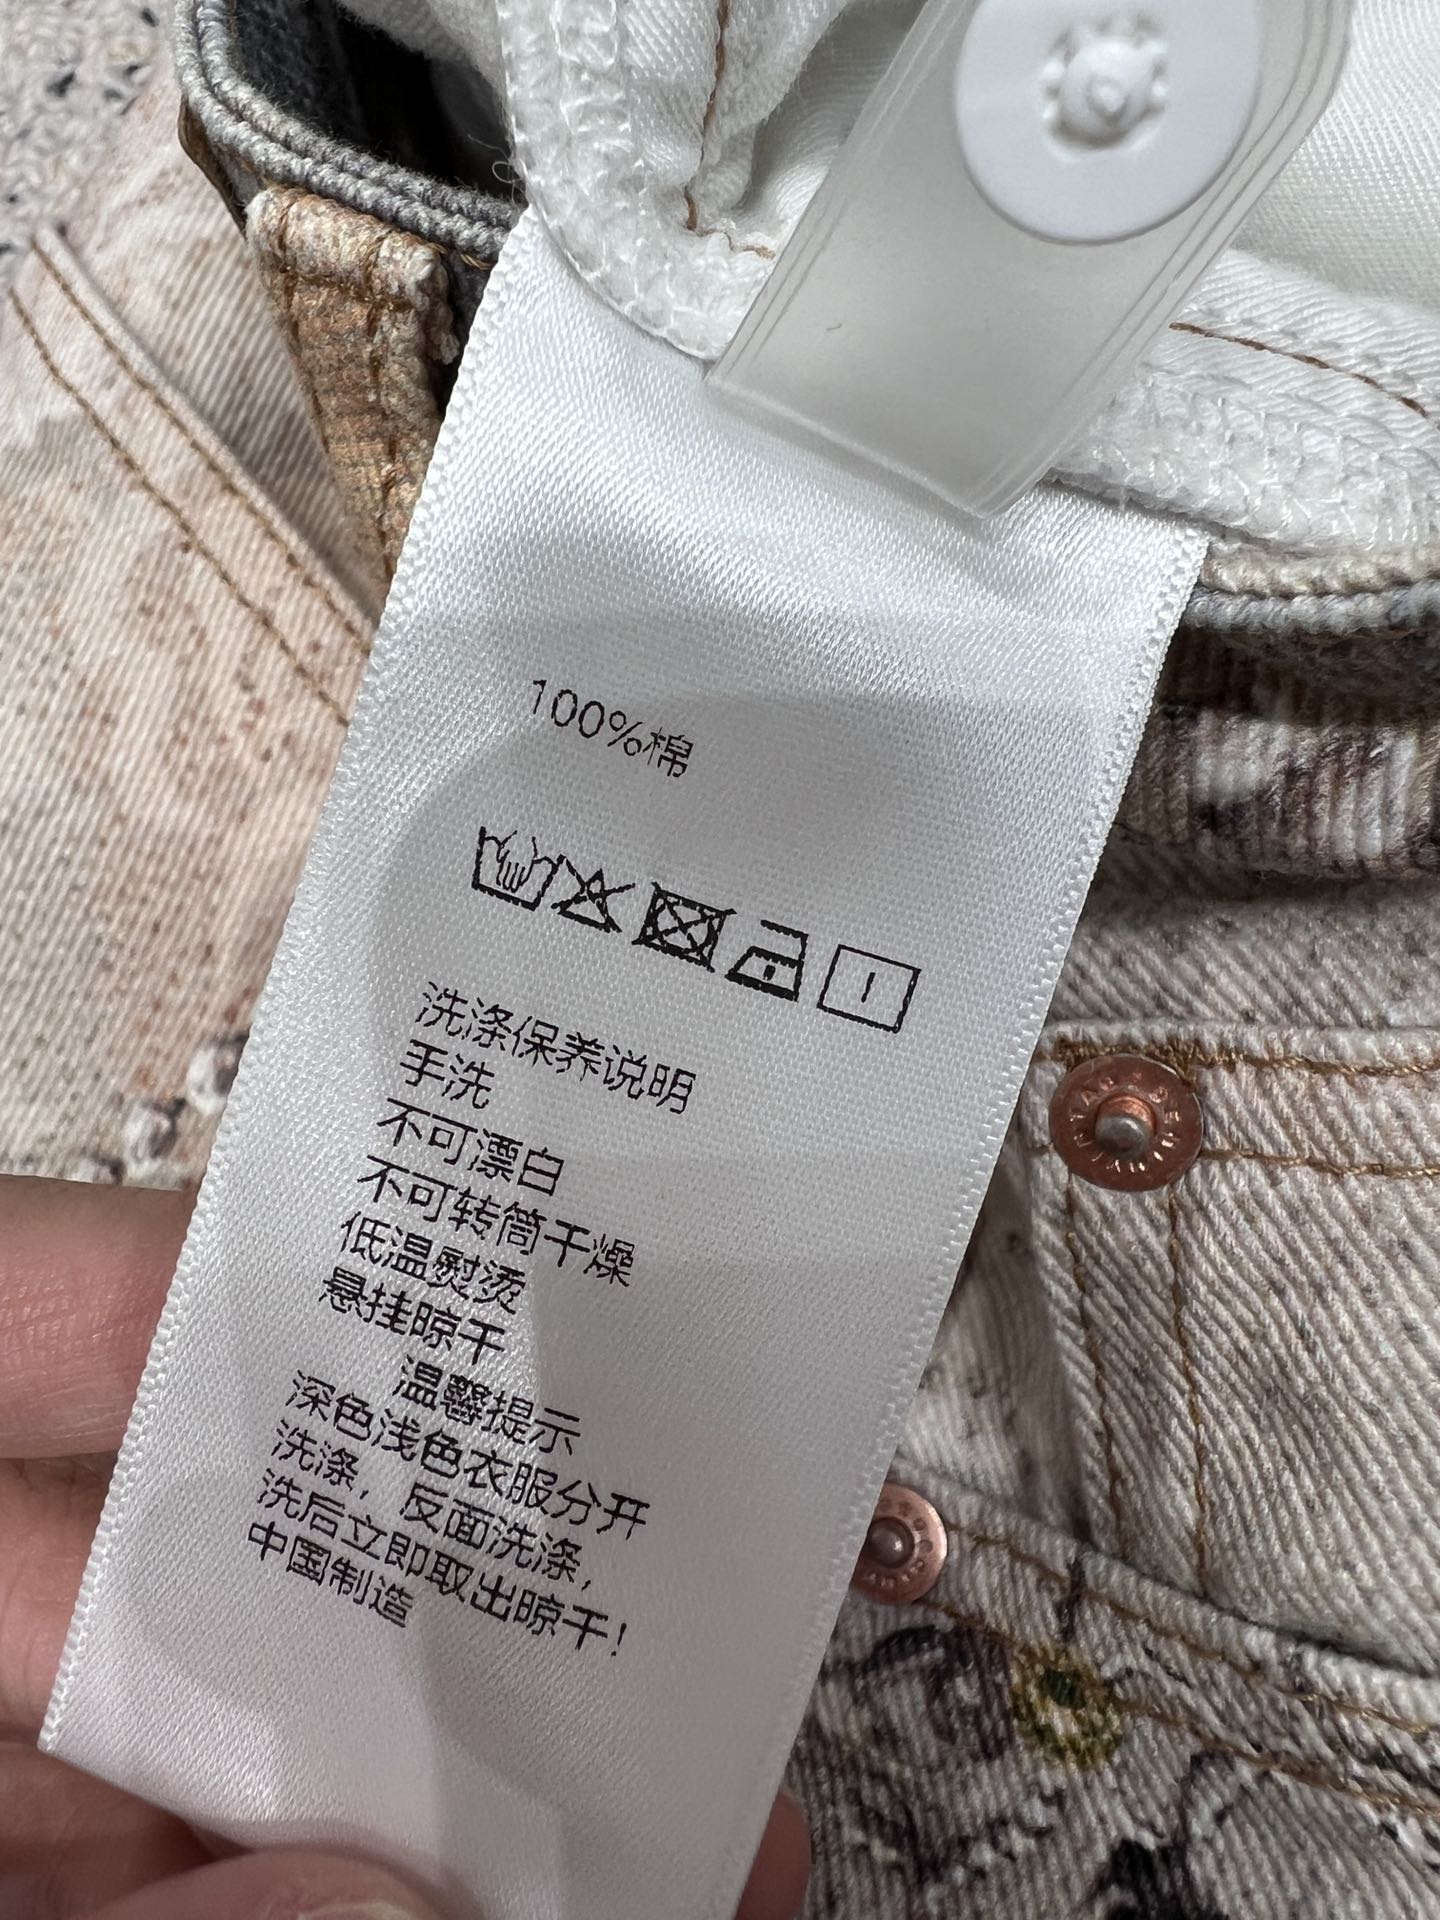 100%棉
洗涤保养说明
手洗
不可漂白
不可转筒干燥
低温熨烫
悬挂晾干
温馨提示
深色浅色衣服分开
洗涤，反面洗涤，
洗后立即取出晾干！
中国制造